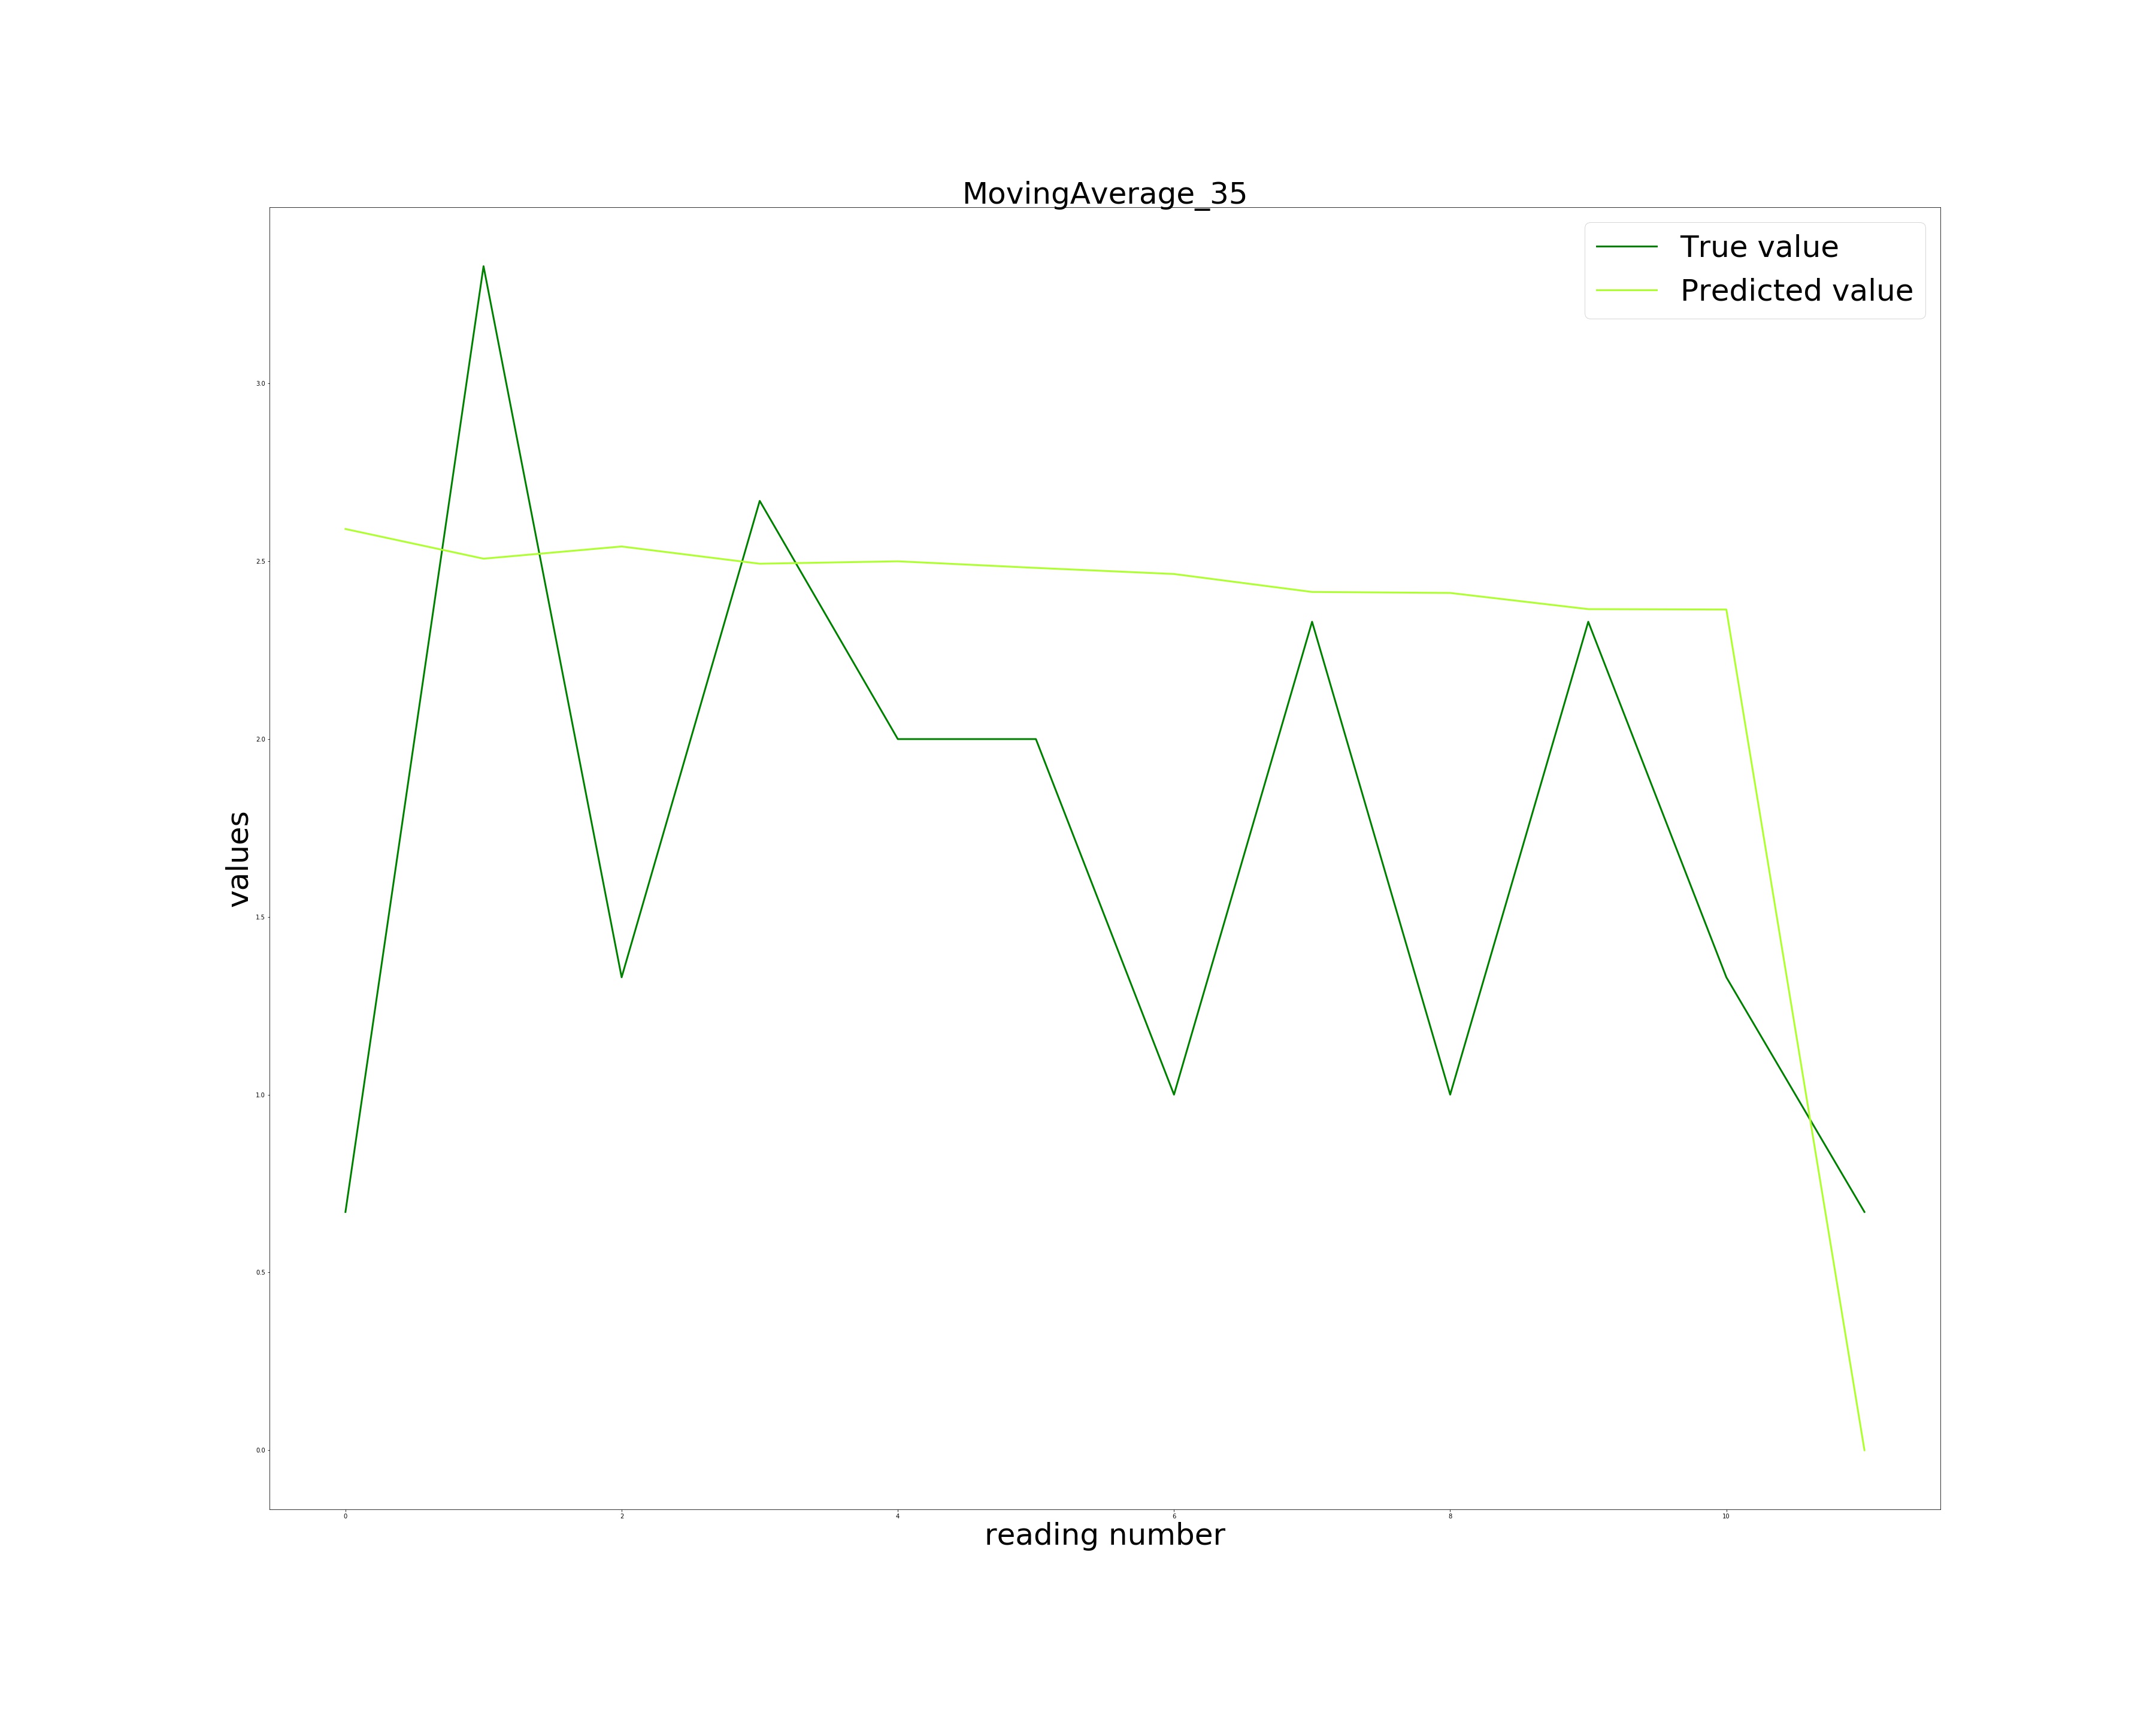 MovingAverage_35
True value
Predicted value
3.0
2.5
2.0
1.5
1.0
0.5
0.0
values
0 2 4 6 8 10
reading number